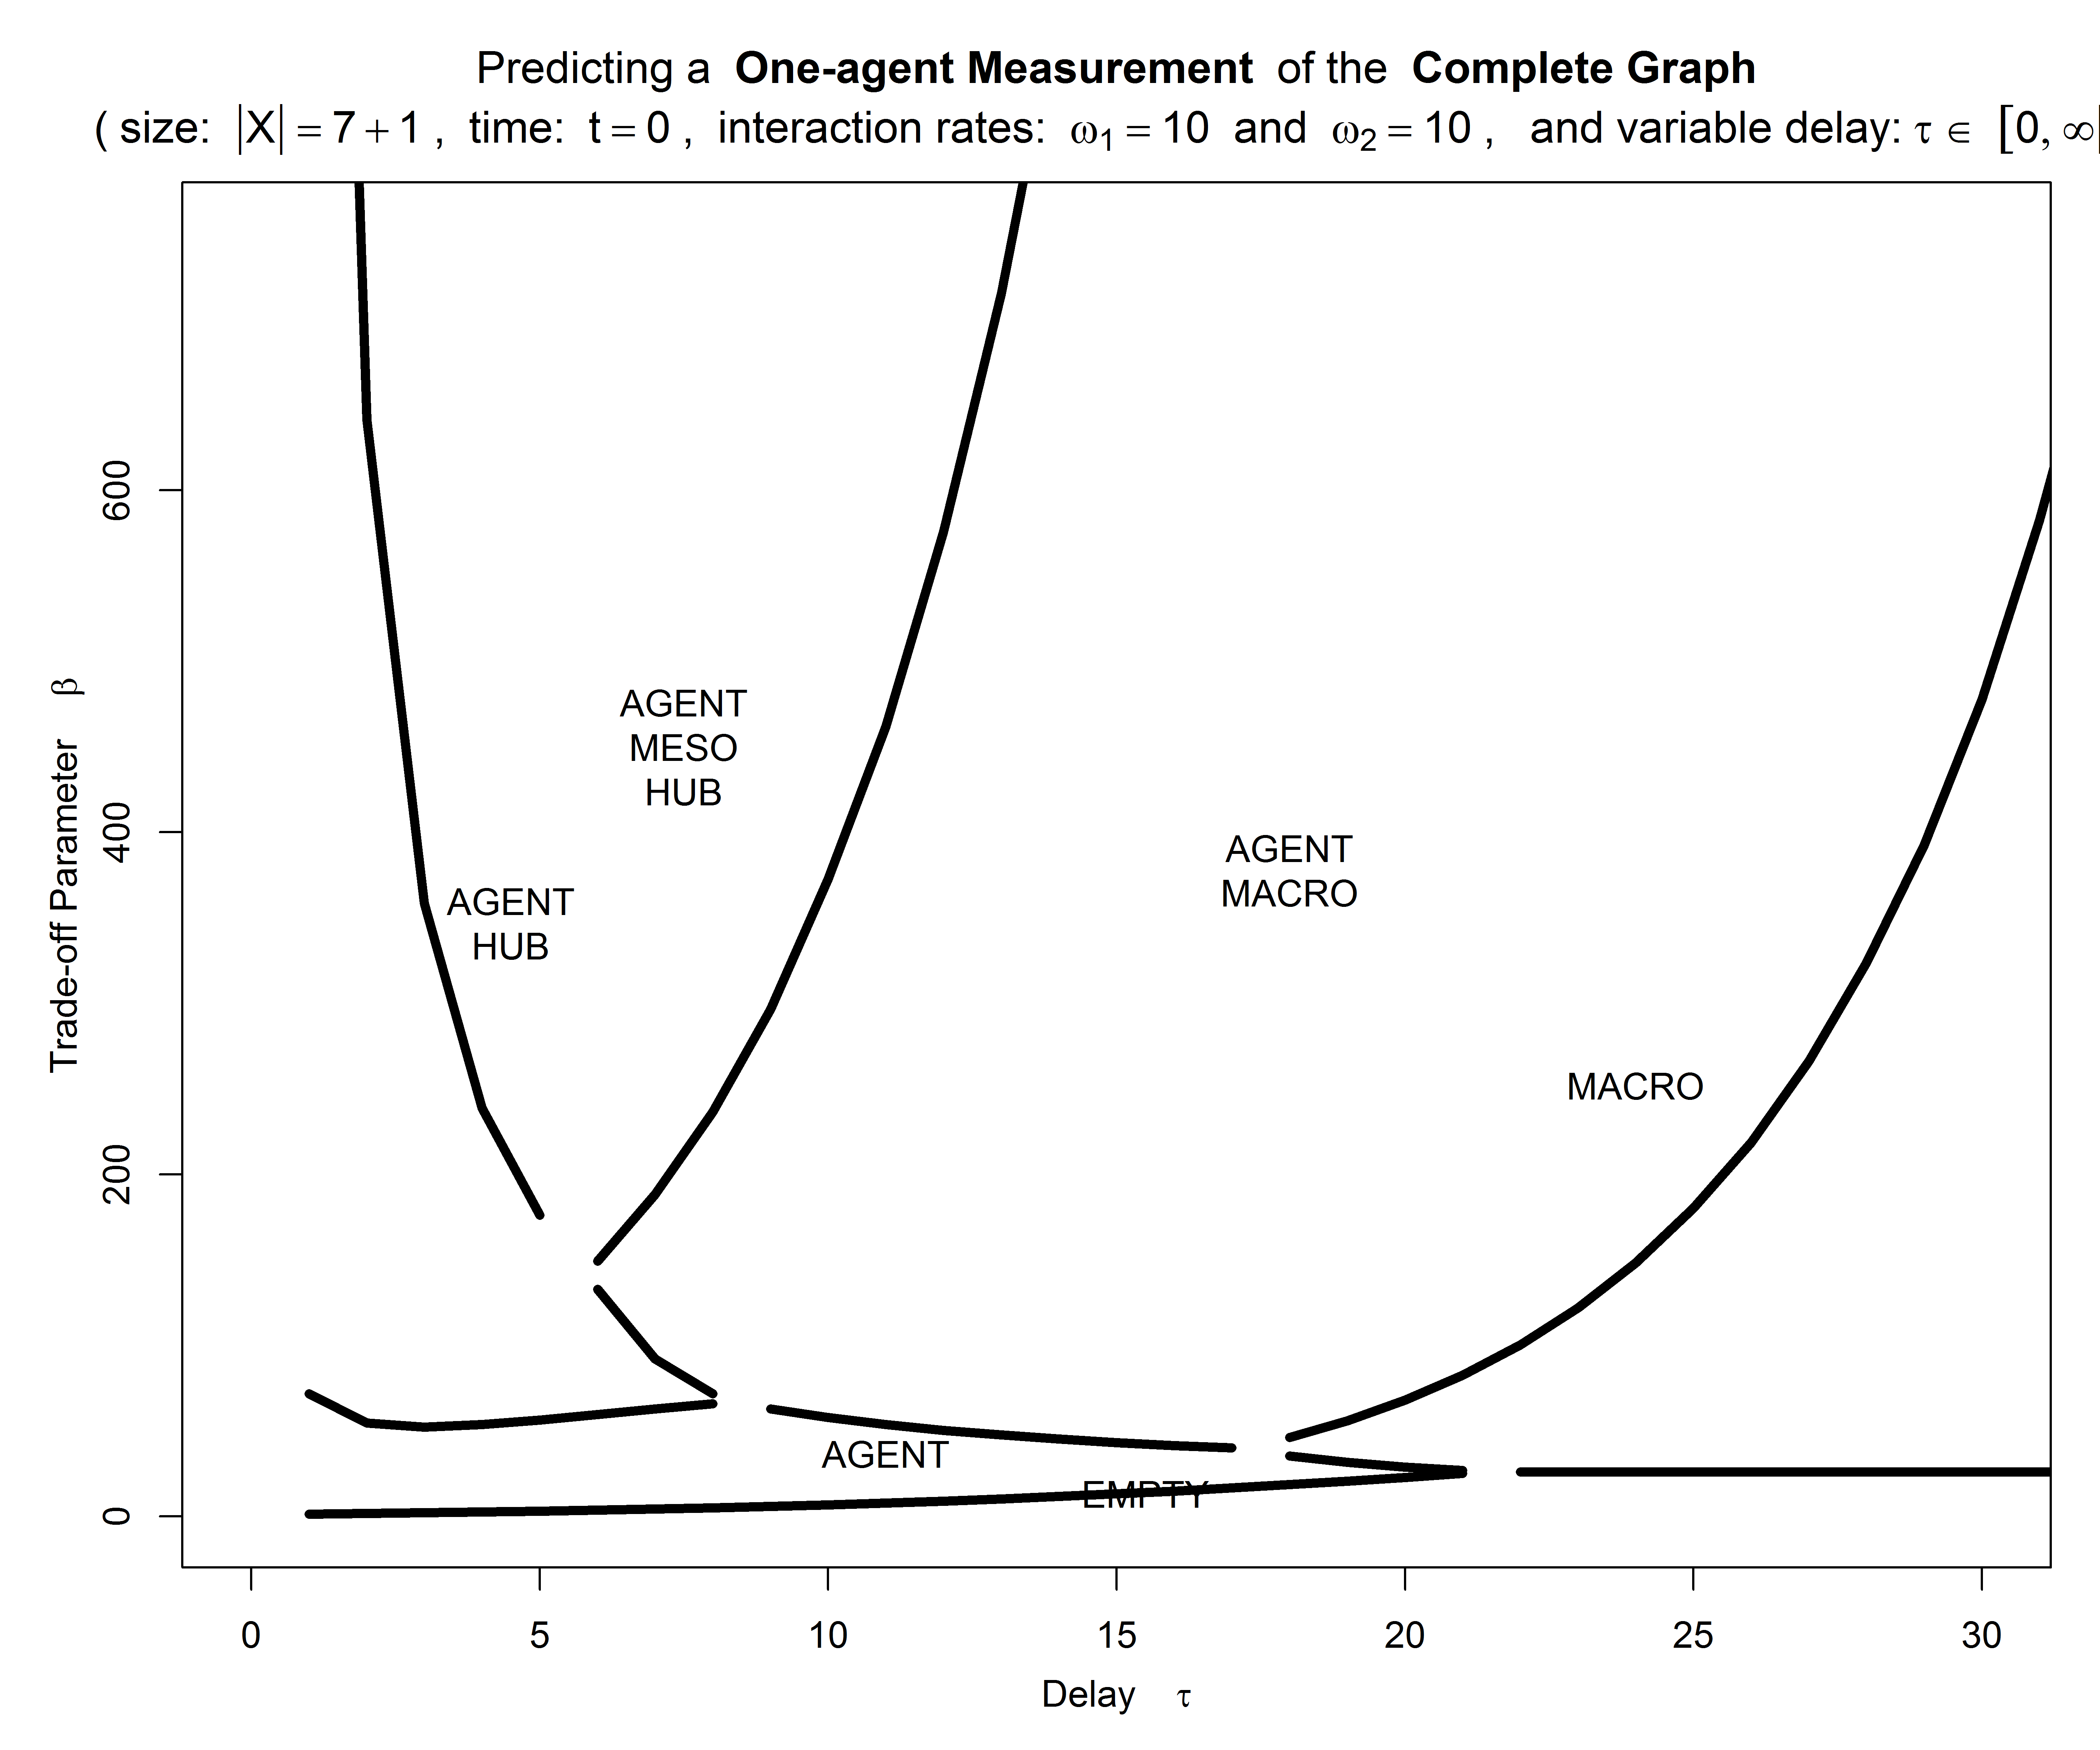 Predicting a One-agent Measurement of the Complete Graph
( size: |X| = 7 + 1 , time: t = 0 , interaction rates: ω₁ = 10 and ω₂ = 10 , and variable delay: τ ∈ [0, ∞[
AGENT
MESO
HUB
AGENT
MACRO
AGENT
HUB
MACRO
AGENT
EMPTY
Trade-off Parameter β
600
400
200
0
0 5 10 15 20 25 30
Delay τ